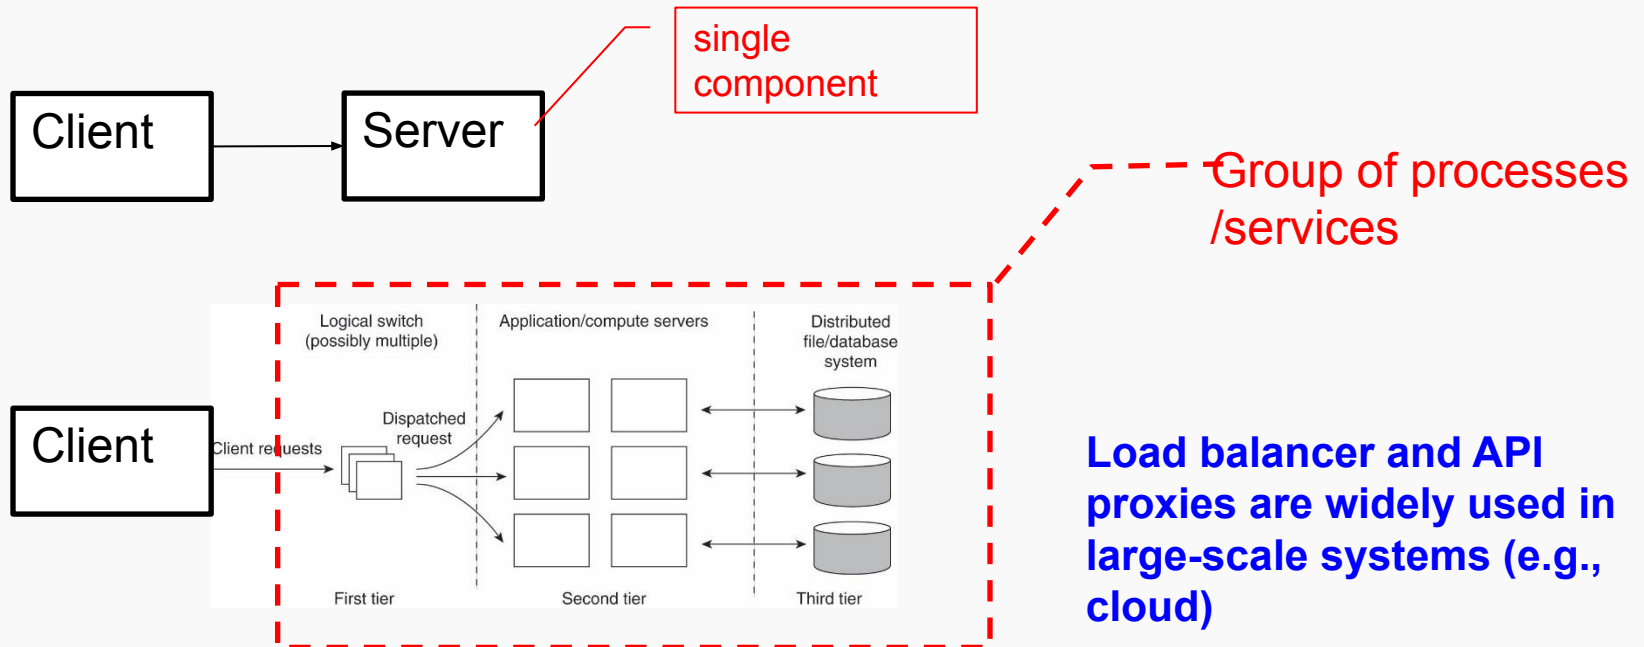 single
component
Client
Server
Group of processes
/services
Logical switch
(possibly multiple)
Application/compute servers
Distributed
file/database
system
Client
Client requests
Dispatched
request
First tier
Second tier
Third tier
Load balancer and API
proxies are widely used in
large-scale systems (e.g.,
cloud)